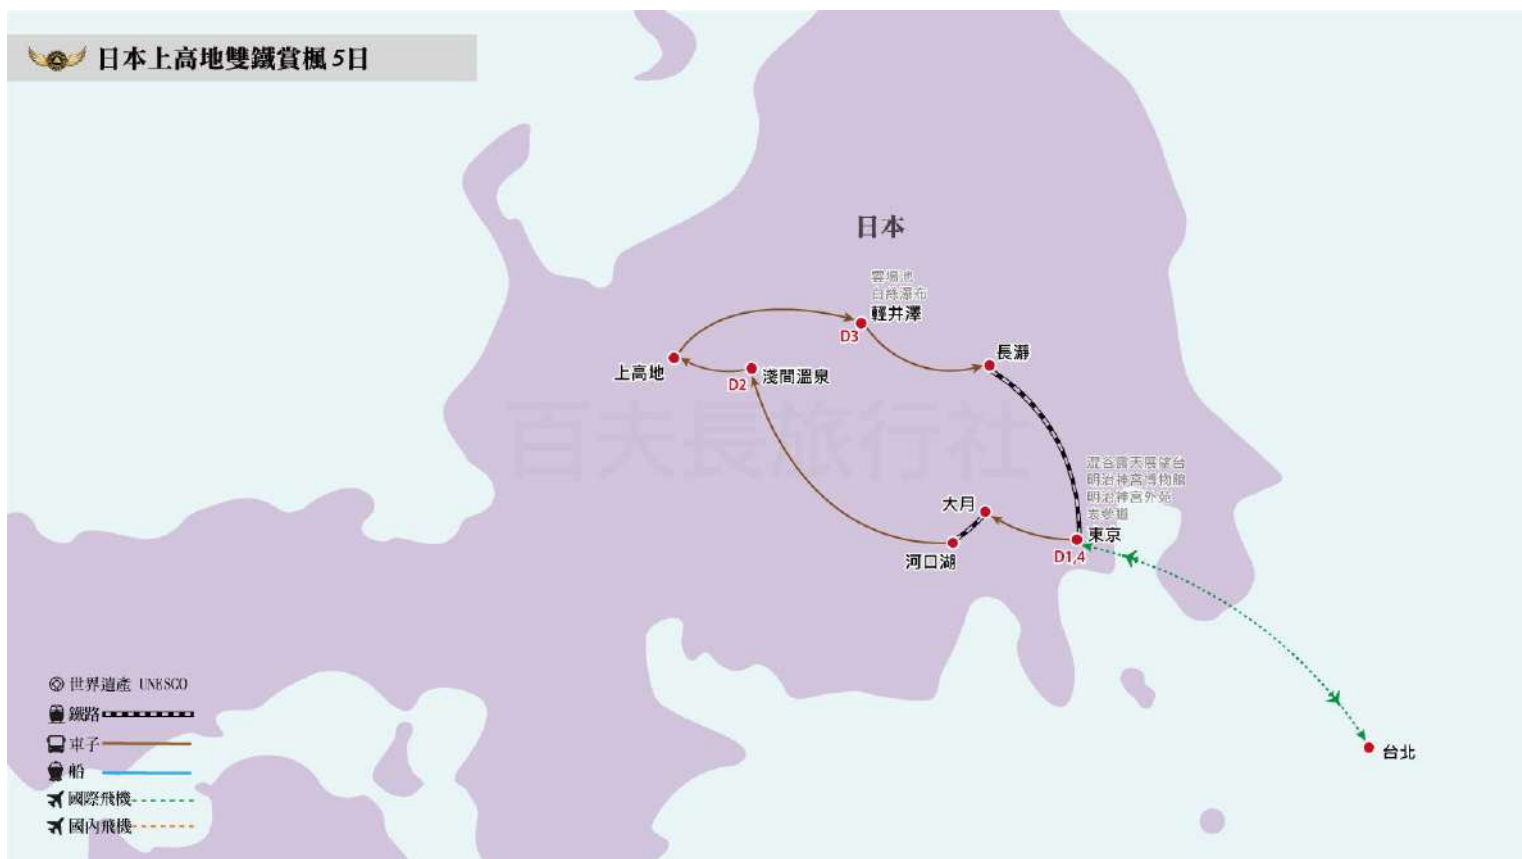 日本上高地雙鐵賞楓5日
日本
雲場池
白絲瀑布
輕井澤
D3
長瀞
上高地
D2
淺間溫泉
百夫長旅行社
澀谷露天展望台
明治神宮博物館
明治神宮外苑
表參道
大月
東京
D1,4
河口湖
台北
世界遺產 UNESCO
鐵路
車子
船
國際飛機
國內飛機